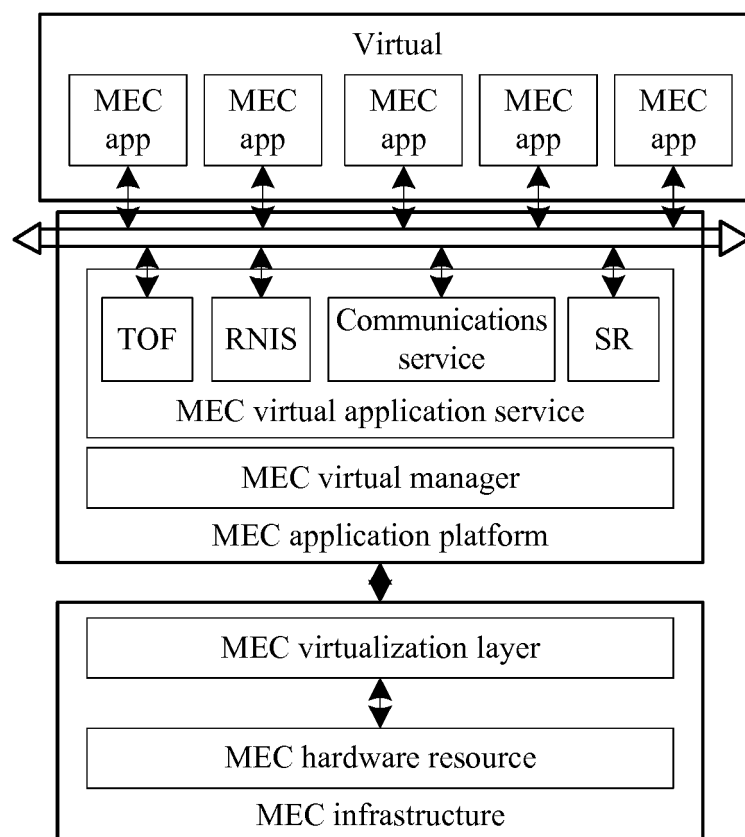 Virtual
MEC app
MEC app
MEC app
MEC app
MEC app
TOF
RNIS
Communications
service
SR
MEC virtual application service
MEC virtual manager
MEC application platform
MEC virtualization layer
MEC hardware resource
MEC infrastructure